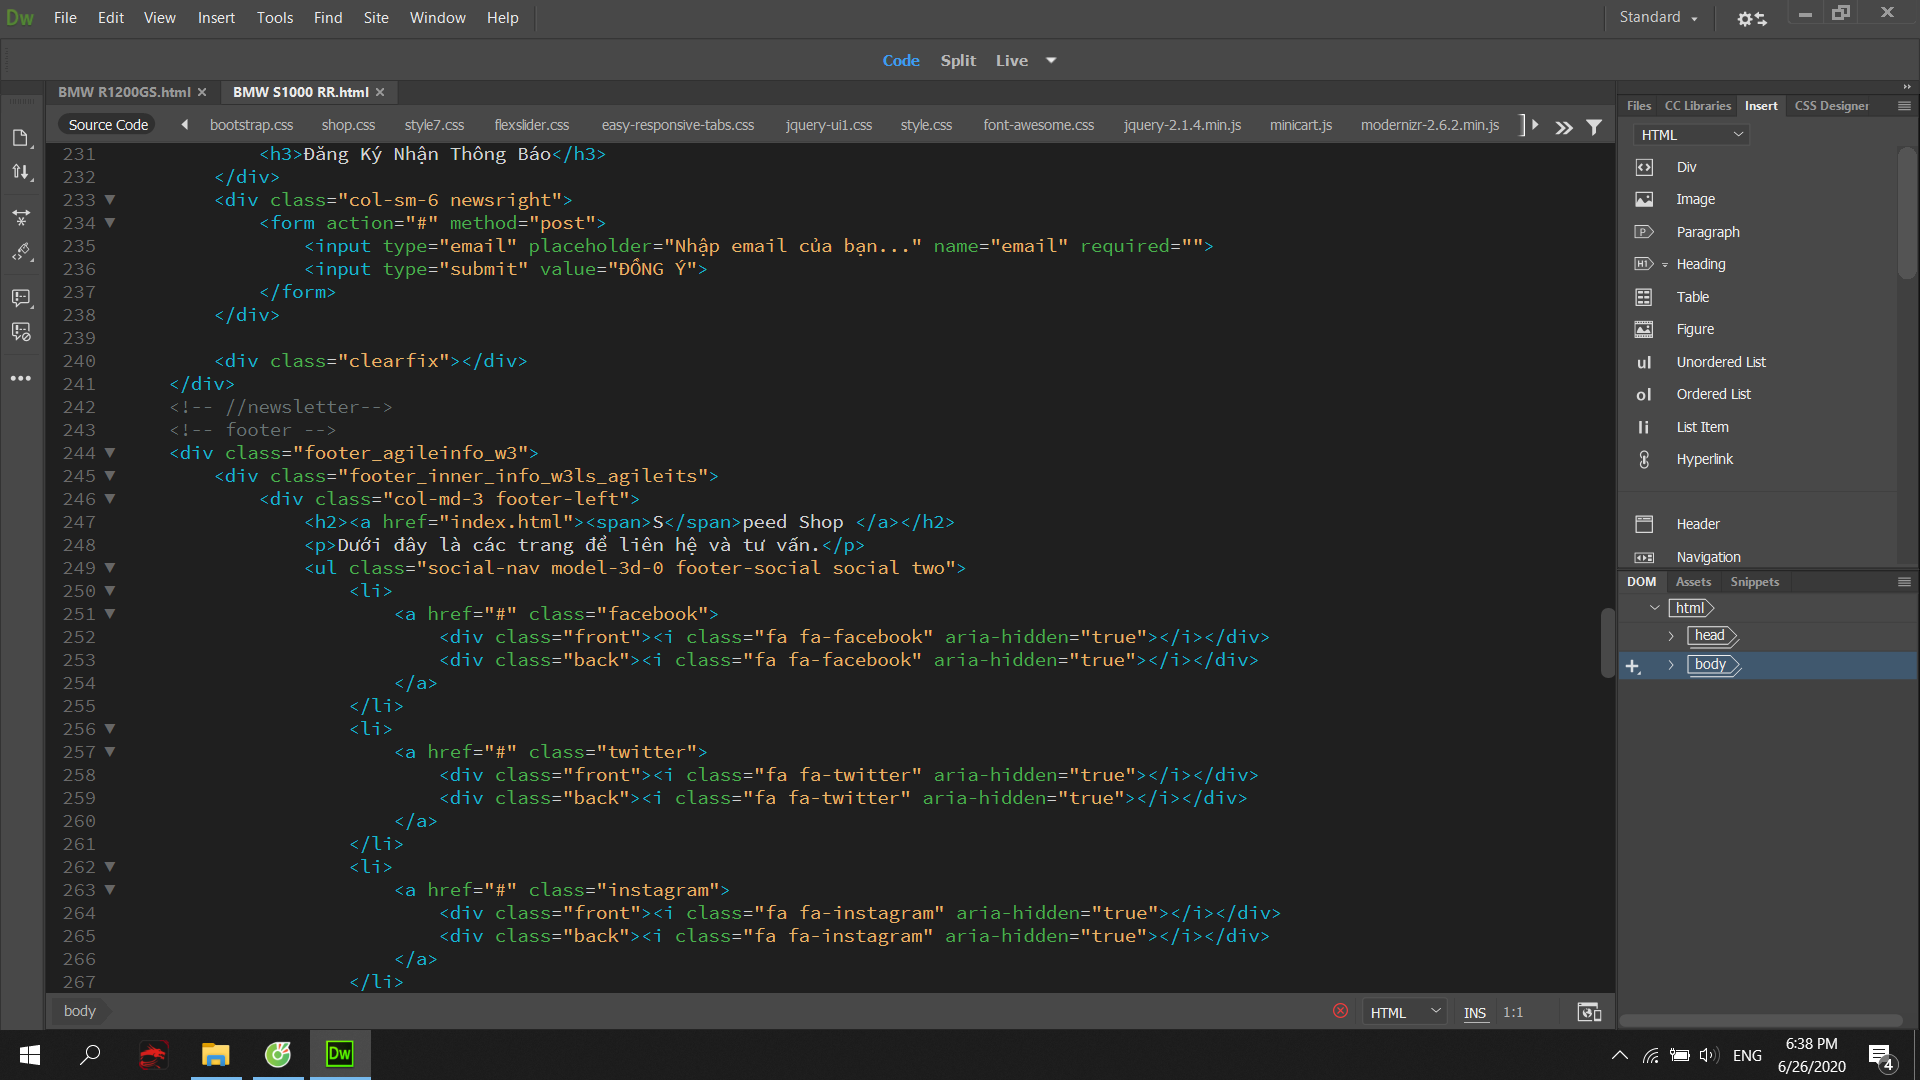 Dw File Edit View Insert Tools Find Site Window Help Standard
Code Split Live
BMW R1200GS.html BMW S1000 RR.html
Source Code bootstrap.css shop.css style7.css flexslider.css easy-responsive-tabs.css jquery-ui1.css style.css font-awesome.css jquery-2.1.4.min.js minicart.js modernizr-2.6.2.min.js
231 <h3>Đăng Ký Nhận Thông Báo</h3>
232 </div>
233 <div class="col-sm-6 newsright">
234 <form action="#" method="post">
235 <input type="email" placeholder="Nhập email của bạn..." name="email" required="">
236 <input type="submit" value="ĐỒNG Ý">
237 </form>
238 </div>
239
240 <div class="clearfix"></div>
241 </div>
242 <!-- //newsletter-->
243 <!-- footer -->
244 <div class="footer_agileinfo_w3">
245 <div class="footer_inner_info_w3ls_agileits">
246 <div class="col-md-3 footer-left">
247 <h2><a href="index.html"><span>S</span>peed Shop </a></h2>
248 <p>Dưới đây là các trang để liên hệ và tư vấn.</p>
249 <ul class="social-nav model-3d-0 footer-social social two">
250 <li>
251 <a href="#" class="facebook">
252 <div class="front"><i class="fa fa-facebook" aria-hidden="true"></i></div>
253 <div class="back"><i class="fa fa-facebook" aria-hidden="true"></i></div>
254 </a>
255 </li>
256 <li>
257 <a href="#" class="twitter">
258 <div class="front"><i class="fa fa-twitter" aria-hidden="true"></i></div>
259 <div class="back"><i class="fa fa-twitter" aria-hidden="true"></i></div>
260 </a>
261 </li>
262 <li>
263 <a href="#" class="instagram">
264 <div class="front"><i class="fa fa-instagram" aria-hidden="true"></i></div>
265 <div class="back"><i class="fa fa-instagram" aria-hidden="true"></i></div>
266 </a>
267 </li>
body HTML INS 1:1
Files CC Libraries Insert CSS Designer
HTML
Div
Image
Paragraph
H1 Heading
Table
Figure
ul Unordered List
ol Ordered List
li List Item
Hyperlink
Header
Navigation
DOM Assets Snippets
html
head
body
Dw ENG 6:38 PM
6/26/2020 4